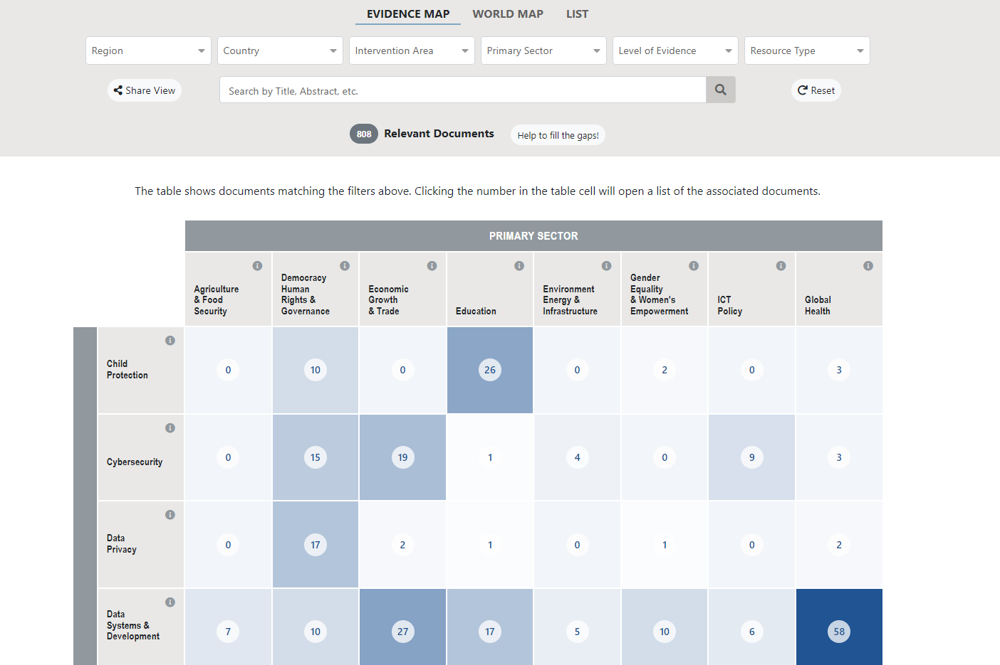 EVIDENCE MAP WORLD MAP LIST
Region Country Intervention Area Primary Sector Level of Evidence Resource Type
Share View Search by Title, Abstract, etc. Reset
808 Relevant Documents Help to fill the gaps!
The table shows documents matching the filters above. Clicking the number in the table cell will open a list of the associated documents.
PRIMARY SECTOR
Agriculture
& Food
Security
Democracy
Human
Rights &
Governance
Economic
Growth
& Trade
Education
Environment
Energy &
Infrastructure
Gender
Equality
& Women's
Empowerment
ICT
Policy
Global
Health
Child
Protection
0 10 0 26 0 2 0 3
Cybersecurity
0 15 19 1 4 0 9 3
Data
Privacy
0 17 2 1 0 1 0 2
Data
Systems &
Development
7 10 27 17 5 10 6 58